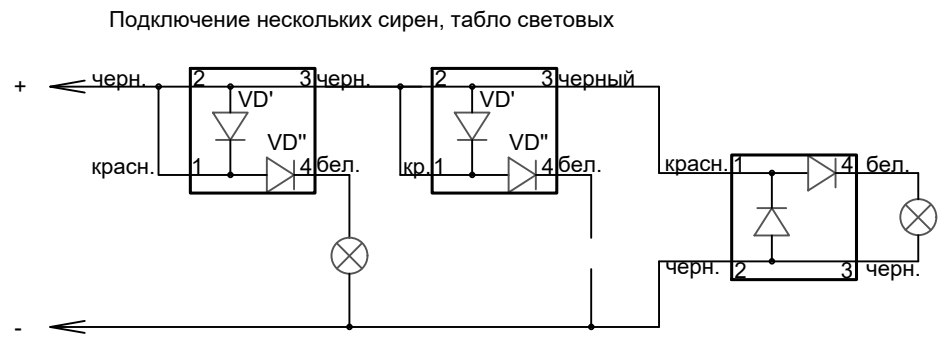 Подключение нескольких сирен, табло световых
+ черн. 2 3 черн. 2 3 черный
VD' VD'
VD" VD"
красн. 1 4 бел. кр. 1 4 бел. красн. 1 4 бел.
черн. 2 3 черн.
-